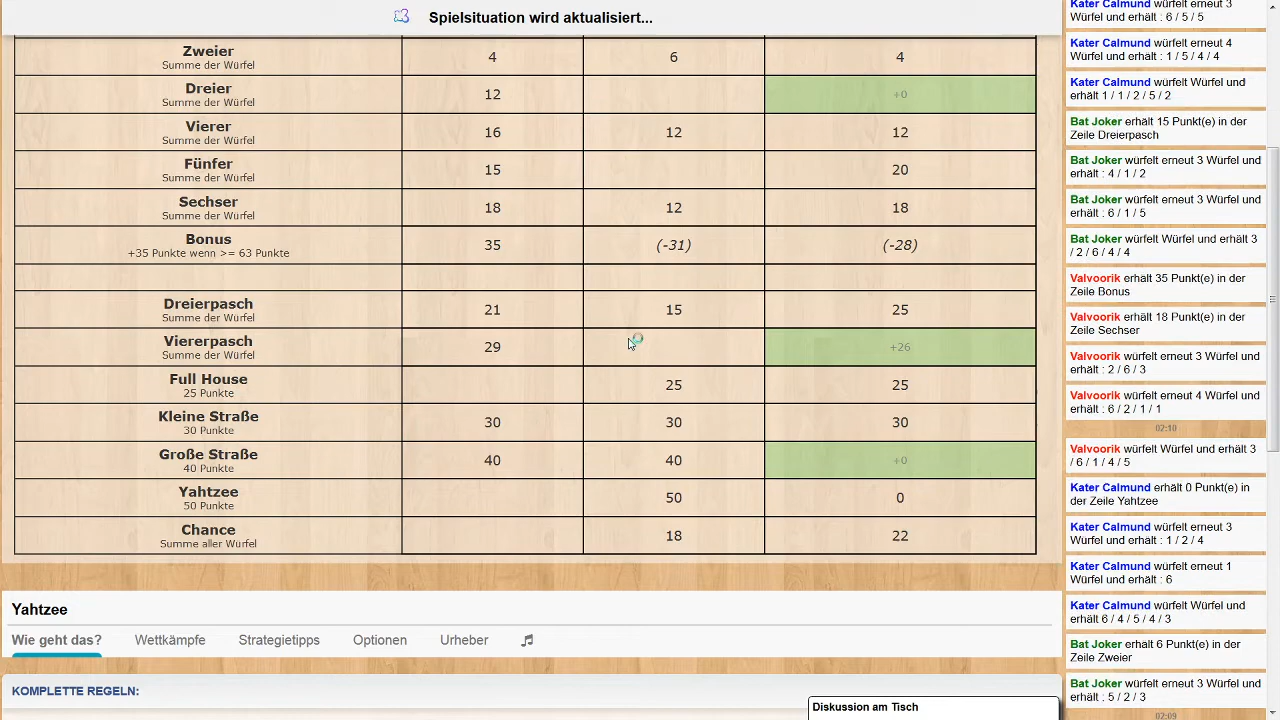 Spielsituation wird aktualisiert...
Zweier 4 6 4
Summe der Würfel
Dreier 12 +0
Summe der Würfel
Vierer 16 12 12
Summe der Würfel
Fünfer 15 20
Summe der Würfel
Sechser 18 12 18
Summe der Würfel
Bonus 35 (-31) (-28)
+35 Punkte wenn >= 63 Punkte
Dreierpasch 21 15 25
Summe der Würfel
Viererpasch 29 +26
Summe der Würfel
Full House 25 25
25 Punkte
Kleine Straße 30 30 30
30 Punkte
Große Straße 40 40 +0
40 Punkte
Yahtzee 50 0
50 Punkte
Chance 18 22
Summe aller Würfel
Yahtzee
Wie geht das? Wettkämpfe Strategietipps Optionen Urheber
KOMPLETTE REGELN:
Diskussion am Tisch
Kater Calmund würfelt erneut 3
Würfel und erhält : 6 / 5 / 5
Kater Calmund würfelt erneut 4
Würfel und erhält : 1 / 5 / 4 / 4
Kater Calmund würfelt Würfel und
erhält 1 / 1 / 2 / 5 / 2
Bat Joker erhält 15 Punkt(e) in der
Zeile Dreierpasch
Bat Joker würfelt erneut 3 Würfel und
erhält : 4 / 1 / 2
Bat Joker würfelt erneut 3 Würfel und
erhält : 6 / 1 / 5
Bat Joker würfelt Würfel und erhält 3
/ 2 / 6 / 4 / 4
Valvoorik erhält 35 Punkt(e) in der
Zeile Bonus
Valvoorik erhält 18 Punkt(e) in der
Zeile Sechser
Valvoorik würfelt erneut 3 Würfel und
erhält : 2 / 6 / 3
Valvoorik würfelt erneut 4 Würfel und
erhält : 6 / 2 / 1 / 1
02:10
Valvoorik würfelt Würfel und erhält 3
/ 6 / 1 / 4 / 5
Kater Calmund erhält 0 Punkt(e) in
der Zeile Yahtzee
Kater Calmund würfelt erneut 3
Würfel und erhält : 1 / 2 / 4
Kater Calmund würfelt erneut 1
Würfel und erhält : 6
Kater Calmund würfelt Würfel und
erhält 6 / 4 / 5 / 4 / 3
Bat Joker erhält 6 Punkt(e) in der
Zeile Zweier
Bat Joker würfelt erneut 3 Würfel und
erhält : 5 / 2 / 3
02:09